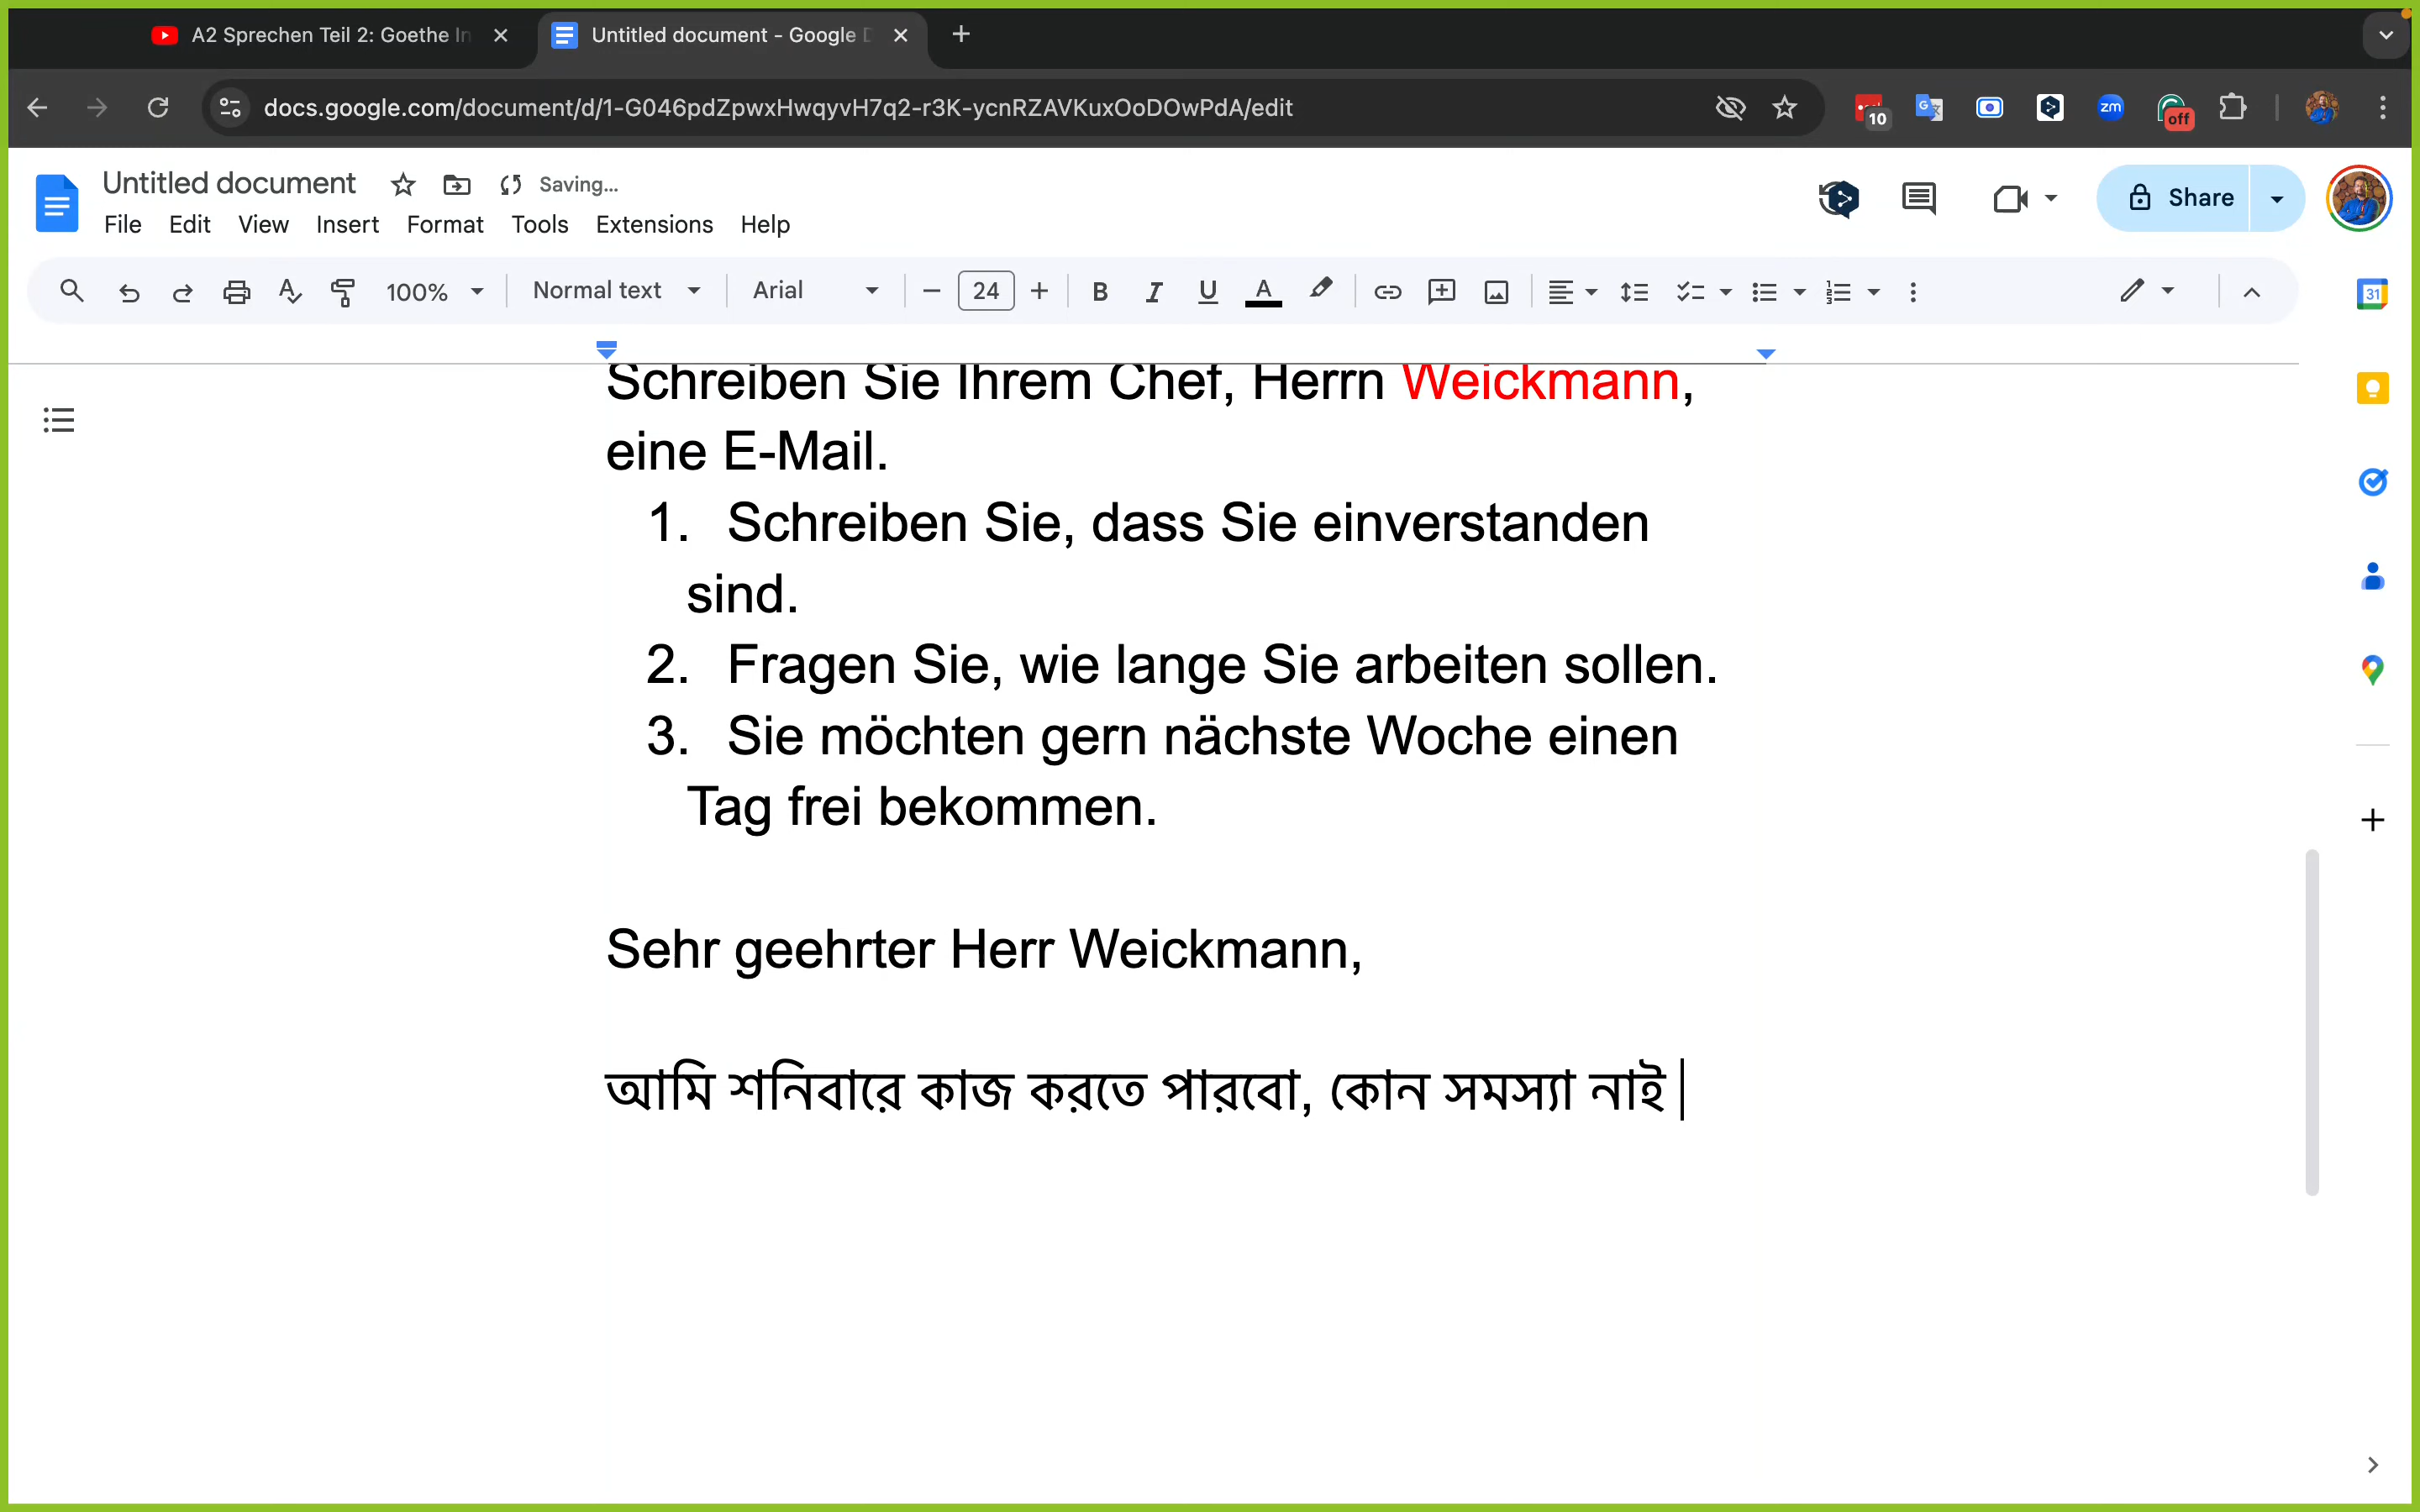 A2 Sprechen Teil 2: Goethe In
Untitled document - Google D
docs.google.com/document/d/1-G046pdZpwxHwqyvH7q2-r3K-ycnRZAVKuxOoDOwPdA/edit
10
zm
off
Untitled document
Saving...
File Edit View Insert Format Tools Extensions Help
Share
100%
Normal text
Arial
24
31
Schreiben Sie Ihrem Chef, Herrn Weickmann,
eine E-Mail.
1. Schreiben Sie, dass Sie einverstanden
sind.
2. Fragen Sie, wie lange Sie arbeiten sollen.
3. Sie möchten gern nächste Woche einen
Tag frei bekommen.
Sehr geehrter Herr Weickmann,
আমি শনিবারে কাজ করতে পারবো, কোন সমস্যা নাই